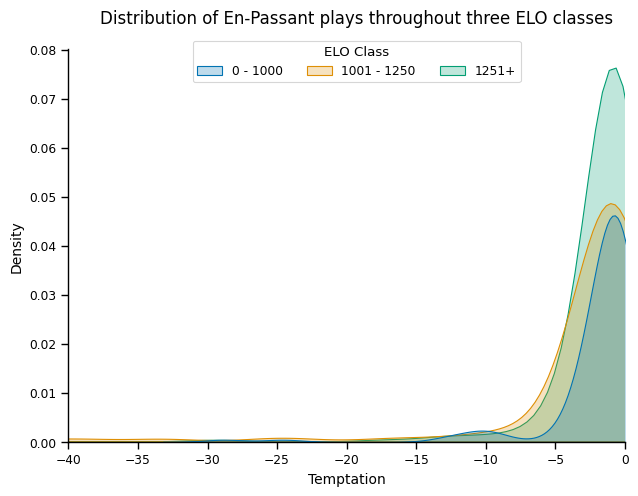 Distribution of En-Passant plays throughout three ELO classes
ELO Class
0 - 1000 1001 - 1250 1251+
0.08
0.07
0.06
0.05
0.04
0.03
0.02
0.01
0.00
Density
−40 −35 −30 −25 −20 −15 −10 −5 0
Temptation